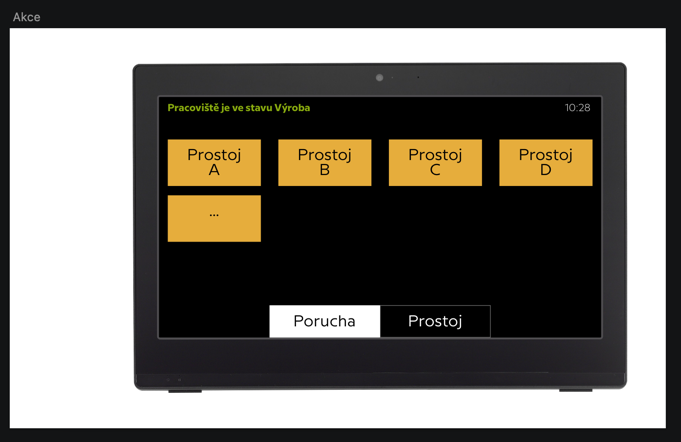 Akce
Pracoviště je ve stavu Výroba
10:28
Prostoj
A
Prostoj
B
Prostoj
C
Prostoj
D
...
Porucha
Prostoj